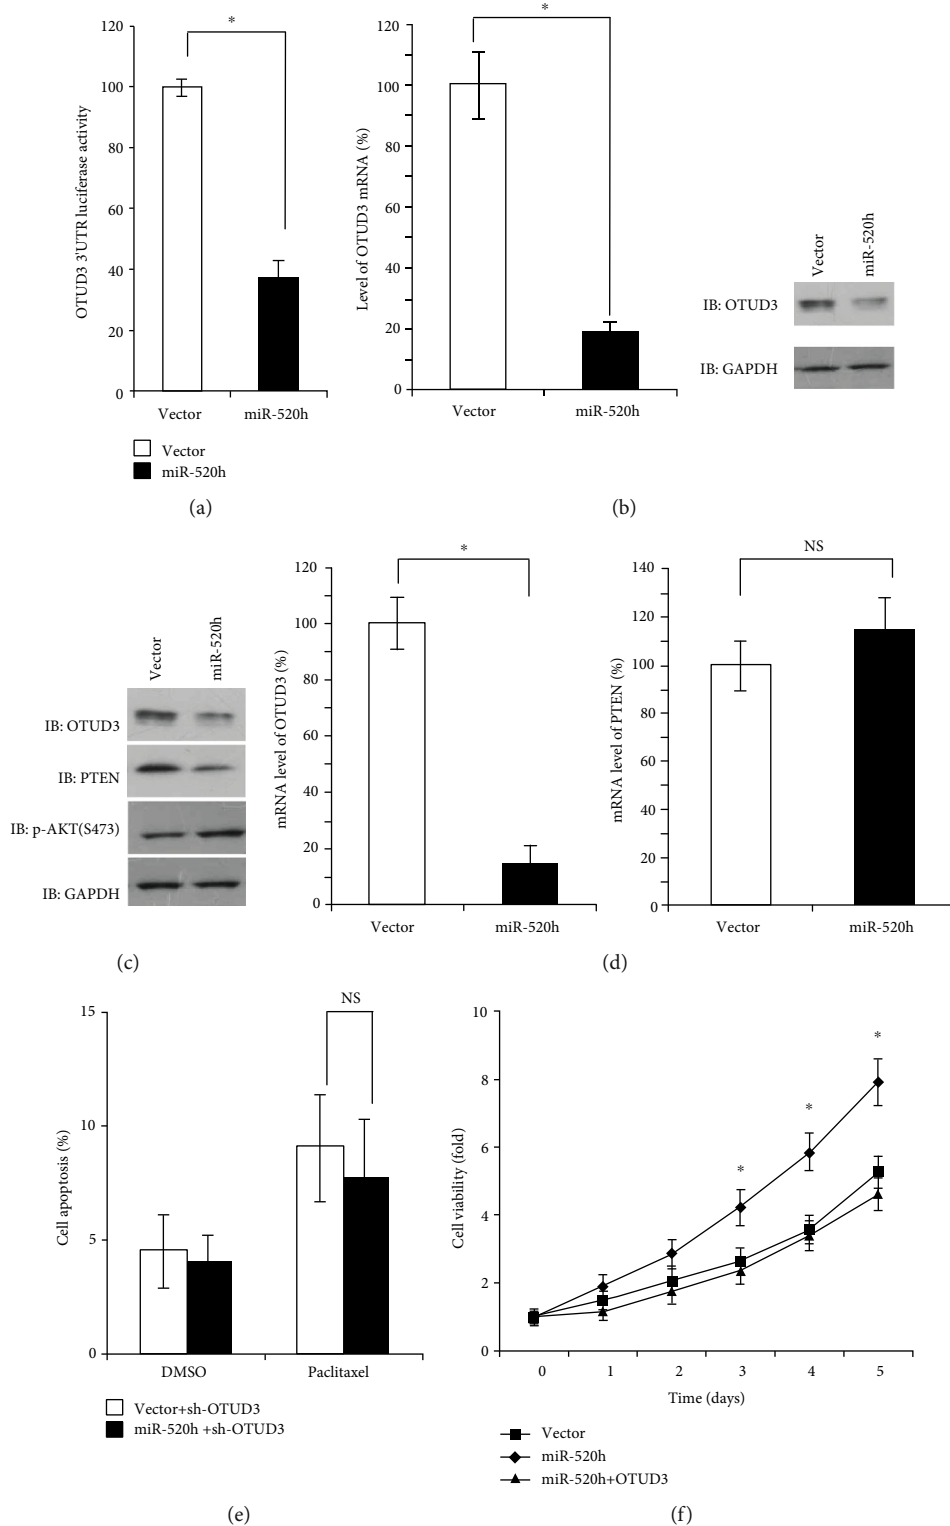 *
120
100
80
60
40
20
0
OTUD3 3'UTR luciferase activity
Vector
miR-520h
Vector
miR-520h
(a)
*
120
100
80
60
40
20
0
Level of OTUD3 mRNA (%)
Vector
miR-520h
Vector
miR-520h
IB: OTUD3
IB: GAPDH
(b)
Vector
miR-520h
IB: OTUD3
IB: PTEN
IB: p-AKT(S473)
IB: GAPDH
(c)
*
120
100
80
60
40
20
0
mRNA level of OTUD3 (%)
Vector
miR-520h
NS
140
120
100
80
60
40
20
0
mRNA level of PTEN (%)
Vector
miR-520h
(d)
NS
15
10
5
0
Cell apoptosis (%)
DMSO
Paclitaxel
Vector+sh-OTUD3
miR-520h +sh-OTUD3
(e)
10
8
6
4
2
0
Cell viability (fold)
*
*
*
0 1 2 3 4 5
Time (days)
Vector
miR-520h
miR-520h+OTUD3
(f)